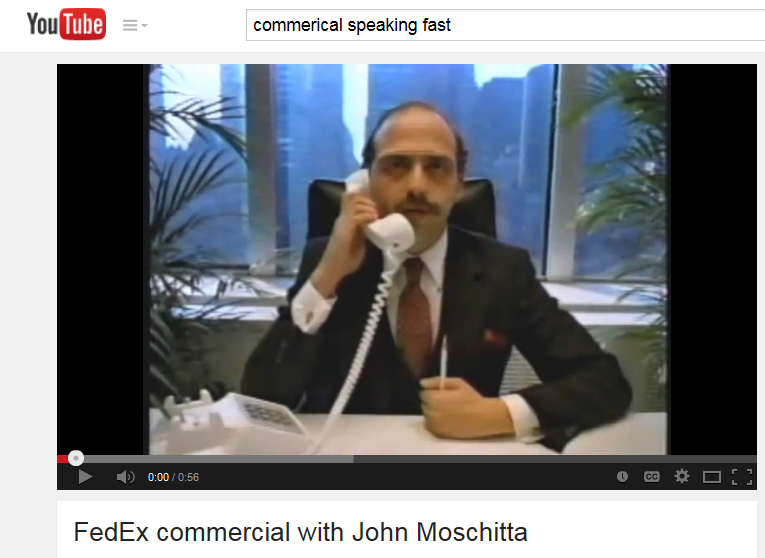 YouTube
commerical speaking fast
0:00 / 0:56
CC
FedEx commercial with John Moschitta